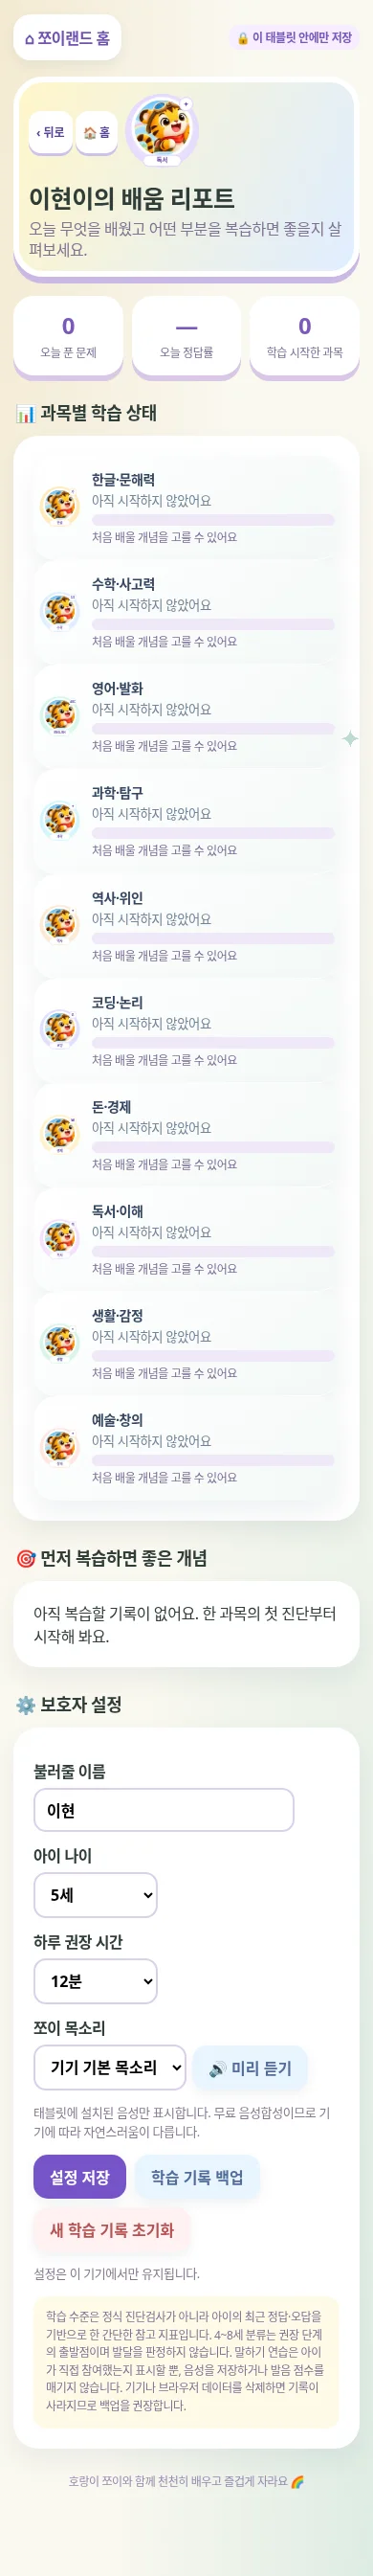 ⌂ 쪼이랜드 홈
🔒 이 태블릿 안에만 저장
‹ 뒤로
🏠 홈
독서
이현이의 배움 리포트
오늘 무엇을 배웠고 어떤 부분을 복습하면 좋을지 살
펴보세요.
0
오늘 푼 문제
—
오늘 정답률
0
학습 시작한 과목
📊 과목별 학습 상태
한글·문해력
아직 시작하지 않았어요
처음 배울 개념을 고를 수 있어요
수학·사고력
아직 시작하지 않았어요
처음 배울 개념을 고를 수 있어요
영어·발화
아직 시작하지 않았어요
처음 배울 개념을 고를 수 있어요
과학·탐구
아직 시작하지 않았어요
처음 배울 개념을 고를 수 있어요
역사·위인
아직 시작하지 않았어요
처음 배울 개념을 고를 수 있어요
코딩·논리
아직 시작하지 않았어요
처음 배울 개념을 고를 수 있어요
돈·경제
아직 시작하지 않았어요
처음 배울 개념을 고를 수 있어요
독서·이해
아직 시작하지 않았어요
처음 배울 개념을 고를 수 있어요
생활·감정
아직 시작하지 않았어요
처음 배울 개념을 고를 수 있어요
예술·창의
아직 시작하지 않았어요
처음 배울 개념을 고를 수 있어요
🎯 먼저 복습하면 좋은 개념
아직 복습할 기록이 없어요. 한 과목의 첫 진단부터
시작해 봐요.
⚙️ 보호자 설정
불러줄 이름
이현
아이 나이
5세
하루 권장 시간
12분
쪼이 목소리
기기 기본 목소리
🔊 미리 듣기
태블릿에 설치된 음성만 표시합니다. 무료 음성합성이므로 기
기에 따라 자연스러움이 다릅니다.
설정 저장
학습 기록 백업
새 학습 기록 초기화
설정은 이 기기에서만 유지됩니다.
학습 수준은 정식 진단검사가 아니라 아이의 최근 정답·오답을
기반으로 한 간단한 참고 지표입니다. 4~8세 분류는 권장 단계
의 출발점이며 발달을 판정하지 않습니다. 말하기 연습은 아이
가 직접 참여했는지 표시할 뿐, 음성을 저장하거나 발음 점수를
매기지 않습니다. 기기나 브라우저 데이터를 삭제하면 기록이
사라지므로 백업을 권장합니다.
호랑이 쪼이와 함께 천천히 배우고 즐겁게 자라요 🌈